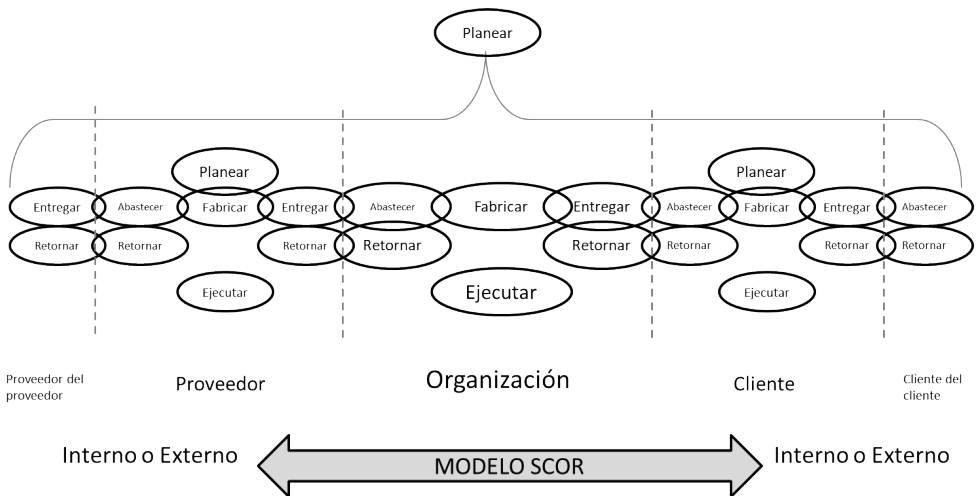 Planear
Planear
Planear
Entregar
Abastecer
Fabricar
Entregar
Abastecer
Fabricar
Entregar
Abastecer
Fabricar
Entregar
Abastecer
Retornar
Retornar
Retornar
Retornar
Retornar
Retornar
Retornar
Retornar
Ejecutar
Ejecutar
Ejecutar
Proveedor del
proveedor
Proveedor
Organización
Cliente
Cliente del
cliente
Interno o Externo
MODELO SCOR
Interno o Externo